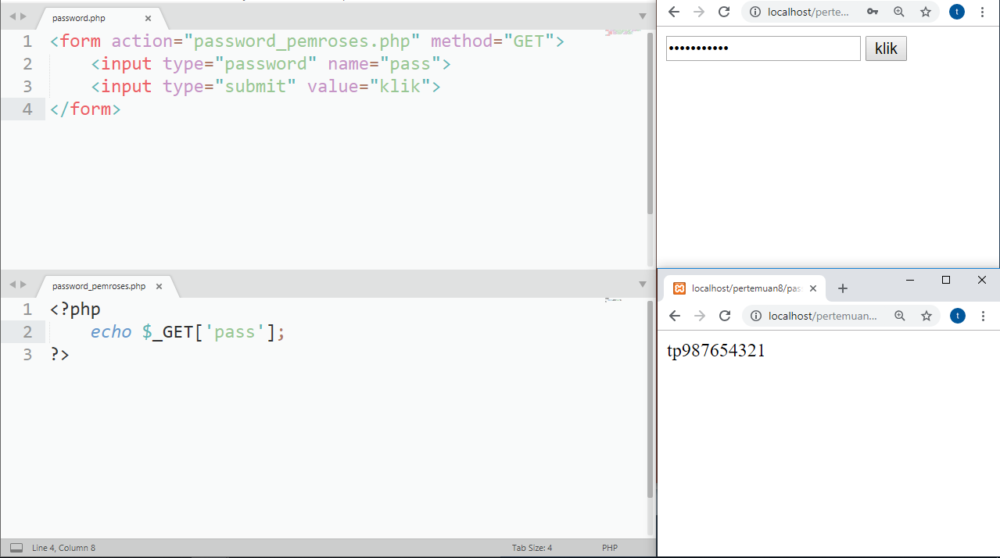 password.php ×
1 <form action="password_pemroses.php" method="GET">
2     <input type="password" name="pass">
3     <input type="submit" value="klik">
4 </form>
localhost/perte...
••••••••••• klik
password_pemroses.php ×
1 <?php
2     echo $_GET['pass'];
3 ?>
Line 4, Column 8 Tab Size: 4 PHP
localhost/pertemuan8/pas
localhost/pertemuan...
t
t
tp987654321